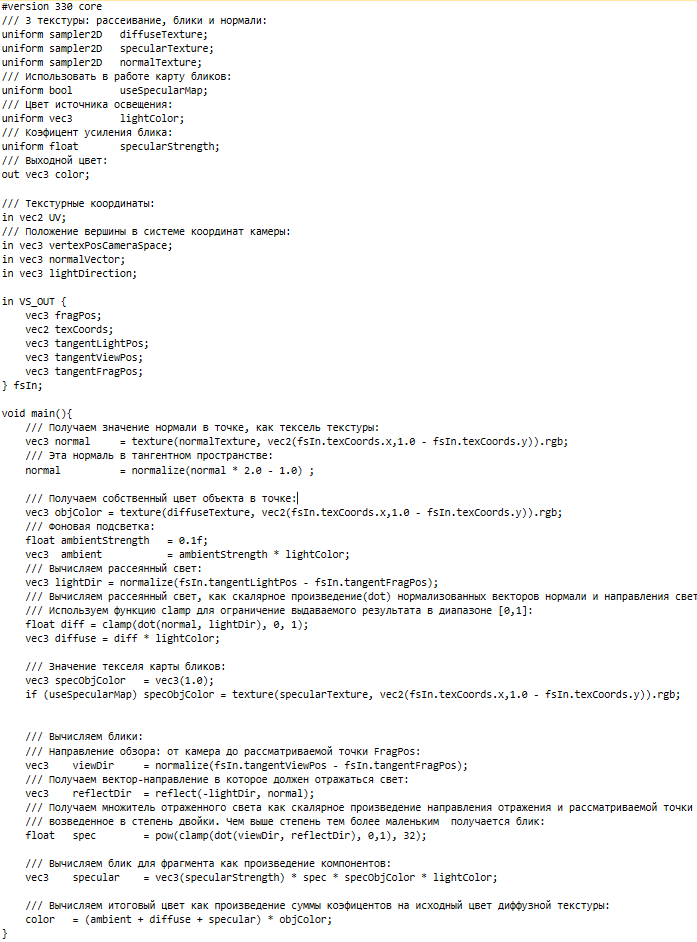 #version 330 core
/// 3 текстуры: рассеивание, блики и нормали:
uniform sampler2D   diffuseTexture;
uniform sampler2D   specularTexture;
uniform sampler2D   normalTexture;
/// Использовать в работе карту бликов:
uniform bool        useSpecularMap;
/// Цвет источника освещения:
uniform vec3        lightColor;
/// Коэфицент усиления блика:
uniform float       specularStrength;
/// Выходной цвет:
out vec3 color;

/// Текстурные координаты:
in vec2 UV;
/// Положение вершины в системе координат камеры:
in vec3 vertexPosCameraSpace;
in vec3 normalVector;
in vec3 lightDirection;

in VS_OUT {
    vec3 fragPos;
    vec2 texCoords;
    vec3 tangentLightPos;
    vec3 tangentViewPos;
    vec3 tangentFragPos;
} fsIn;

void main(){
    /// Получаем значение нормали в точке, как тексель текстуры:
    vec3 normal     = texture(normalTexture, vec2(fsIn.texCoords.x,1.0 - fsIn.texCoords.y)).rgb;
    /// Эта нормаль в тангентном пространстве:
    normal          = normalize(normal * 2.0 - 1.0) ;

    /// Получаем собственный цвет объекта в точке:
    vec3 objColor = texture(diffuseTexture, vec2(fsIn.texCoords.x,1.0 - fsIn.texCoords.y)).rgb;
    /// Фоновая подсветка:
    float ambientStrength   = 0.1f;
    vec3  ambient           = ambientStrength * lightColor;
    /// Вычисляем рассеянный свет:
    vec3 lightDir = normalize(fsIn.tangentLightPos - fsIn.tangentFragPos);
    /// Вычисляем рассеянный свет, как скалярное произведение(dot) нормализованных векторов нормали и направления свет
    /// Используем функцию clamp для ограничение выдаваемого результата в диапазоне [0,1]:
    float diff = clamp(dot(normal, lightDir), 0, 1);
    vec3 diffuse = diff * lightColor;

    /// Значение текселя карты бликов:
    vec3 specObjColor   = vec3(1.0);
    if (useSpecularMap) specObjColor = texture(specularTexture, vec2(fsIn.texCoords.x,1.0 - fsIn.texCoords.y)).rgb;


    /// Вычисляем блики:
    /// Направление обзора: от камера до рассматриваемой точки FragPos:
    vec3    viewDir     = normalize(fsIn.tangentViewPos - fsIn.tangentFragPos);
    /// Получаем вектор-направление в которое должен отражаться свет:
    vec3    reflectDir  = reflect(-lightDir, normal);
    /// Получаем множитель отраженного света как скалярное произведение направления отражения и рассматриваемой точки
    /// возведенное в степень двойки. Чем выше степень тем более маленьким  получается блик:
    float   spec        = pow(clamp(dot(viewDir, reflectDir), 0,1), 32);

    /// Вычисляем блик для фрагмента как произведение компонентов:
    vec3    specular    = vec3(specularStrength) * spec * specObjColor * lightColor;

    /// Вычисляем итоговый цвет как произведение суммы коэфицентов на исходный цвет диффузной текстуры:
    color   = (ambient + diffuse + specular) * objColor;
}